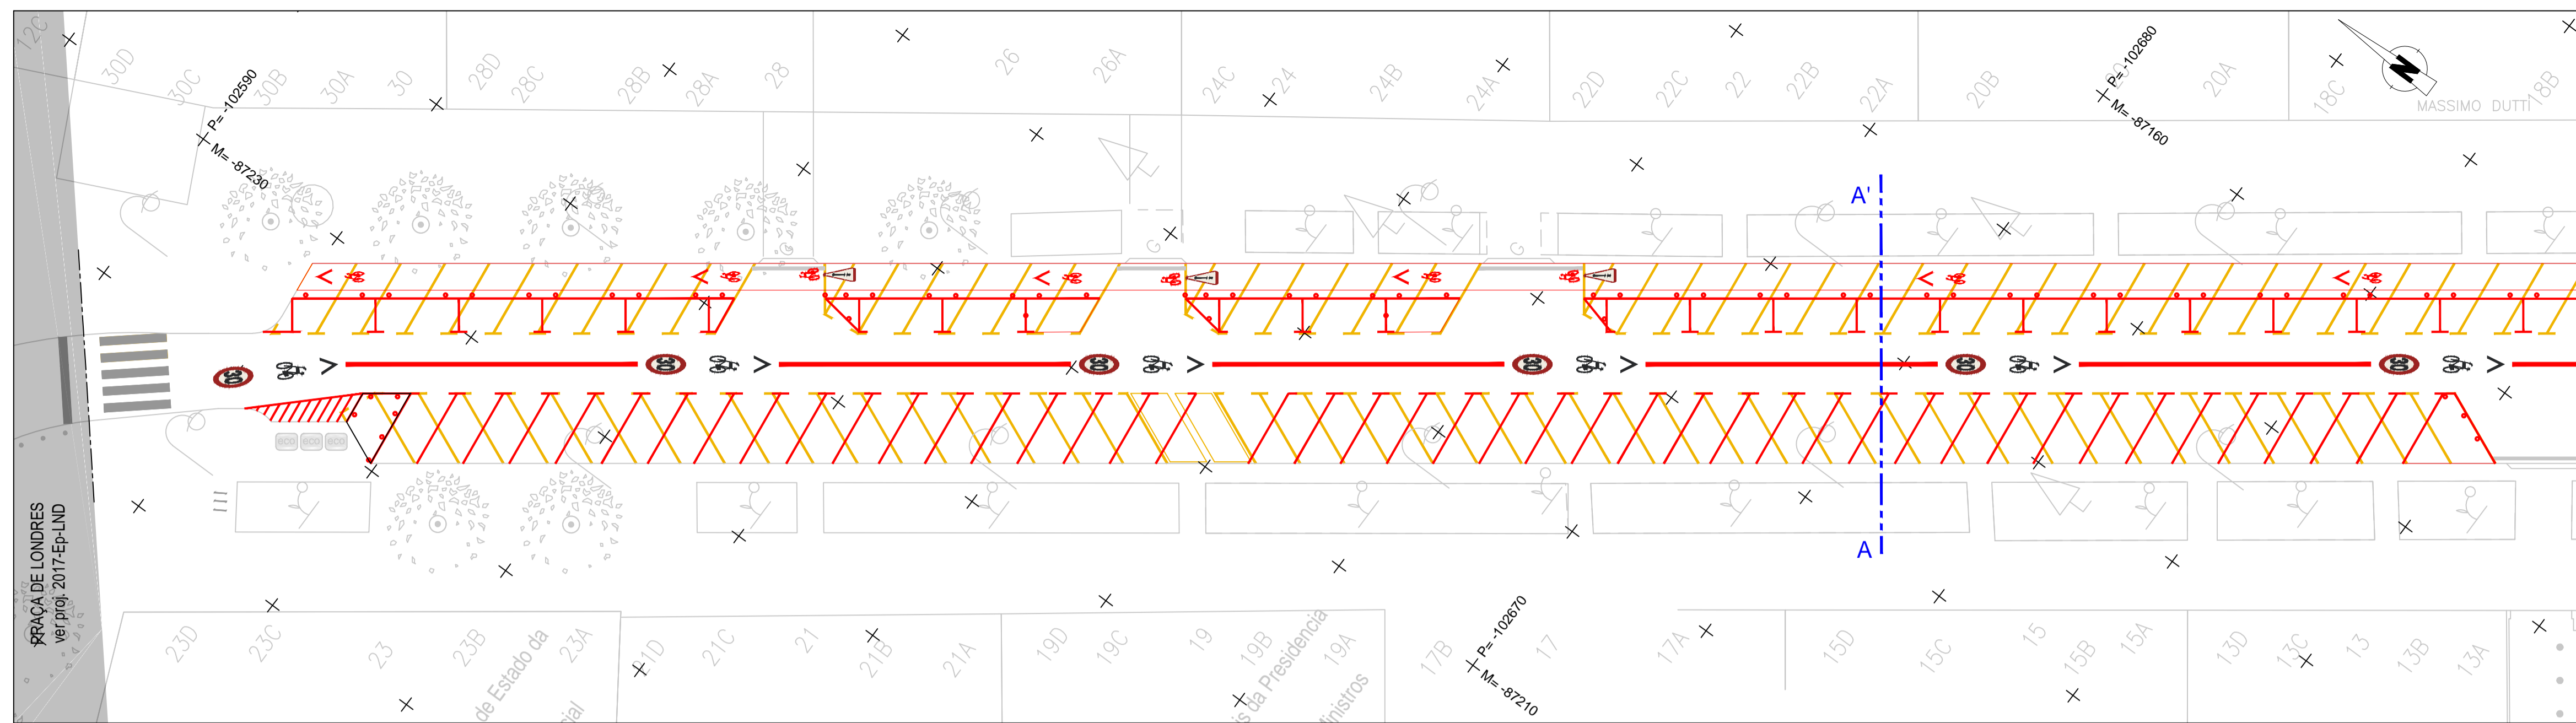 12C
30D
30C
30B
30A
30
28D
28C
28B
28A
28
26
26A
24C
24
24B
24A
22D
22C
22
22B
22A
20B
20A
18C
18B
P= -102590
M= -87230
P= -102680
M= -87160
N
MASSIMO DUTTI
G
G
G
A'
30
30
30
30
30
30
eco
eco
eco
A
PRAÇA DE LONDRES
ver proj. 2017-Ep-LND
23D
23C
23
23B
23A
de Estado da
21D
21C
21
21B
21A
19D
19C
19
19B
19A
da Presidencia
17B
17
P= -102670
M= -87210
17A
15D
15C
15
15B
15A
13D
13C
13
13B
13A